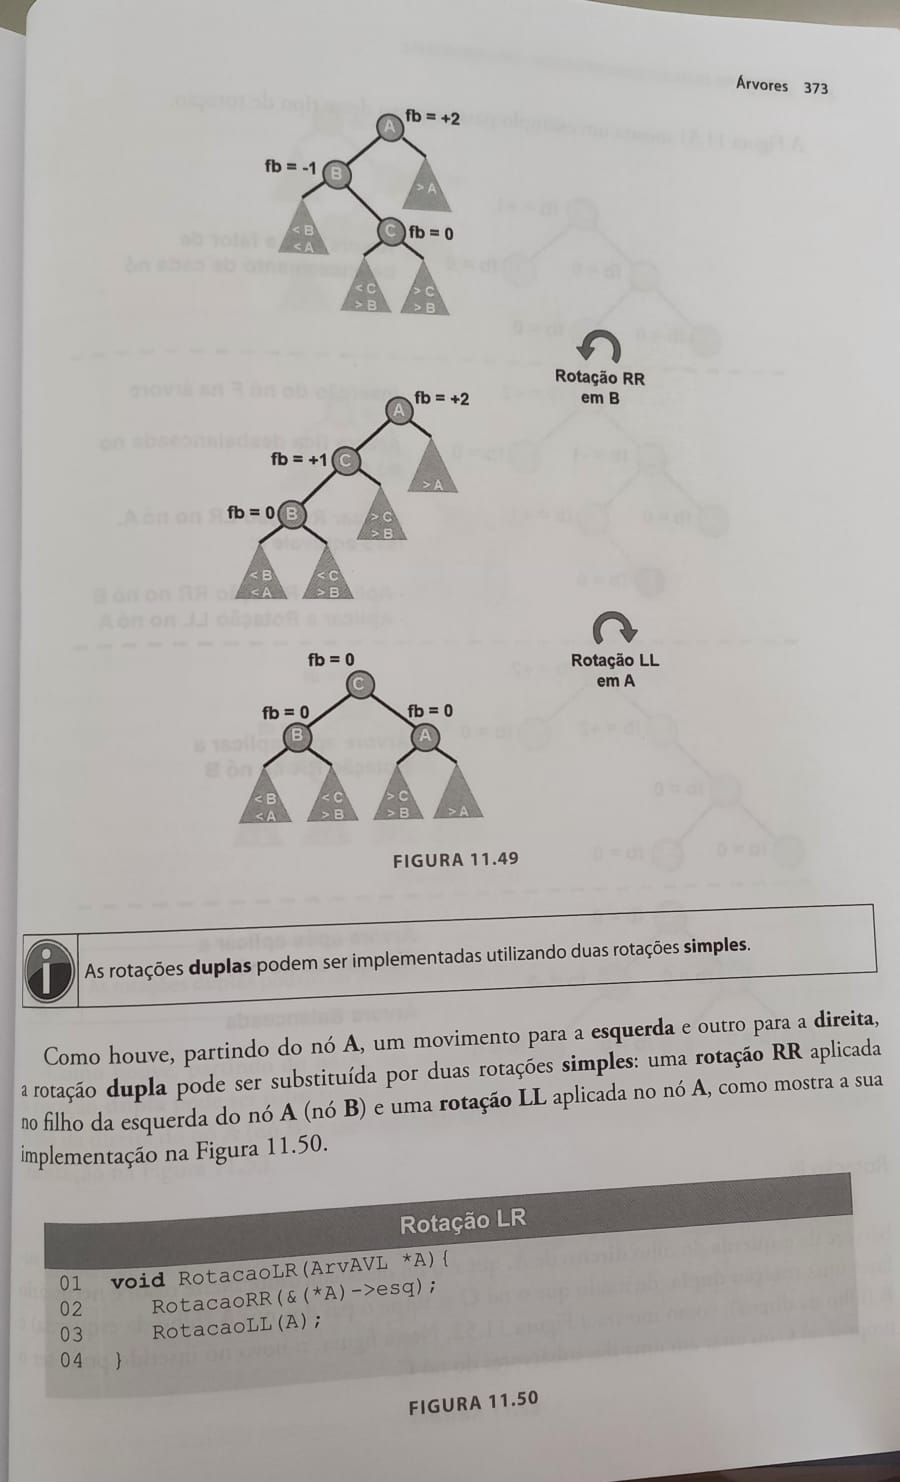 Árvores 373
A fb = +2
fb = -1 B
> A
< B
< A
C fb = 0
< C
> B
> C
> B
Rotação RR
em B
A fb = +2
fb = +1 C
> A
fb = 0 B
> C
> B
< B
< A
< C
> B
Rotação LL
em A
fb = 0
C
fb = 0
B
fb = 0
A
< B
< A
< C
> B
> C
> B
> A
FIGURA 11.49
i
As rotações duplas podem ser implementadas utilizando duas rotações simples.
Como houve, partindo do nó A, um movimento para a esquerda e outro para a direita,
a rotação dupla pode ser substituída por duas rotações simples: uma rotação RR aplicada
no filho da esquerda do nó A (nó B) e uma rotação LL aplicada no nó A, como mostra a sua
implementação na Figura 11.50.
Rotação LR
01 void RotacaoLR(ArvAVL *A){
02 RotacaoRR(&(*A)->esq);
03 RotacaoLL(A);
04 }
FIGURA 11.50